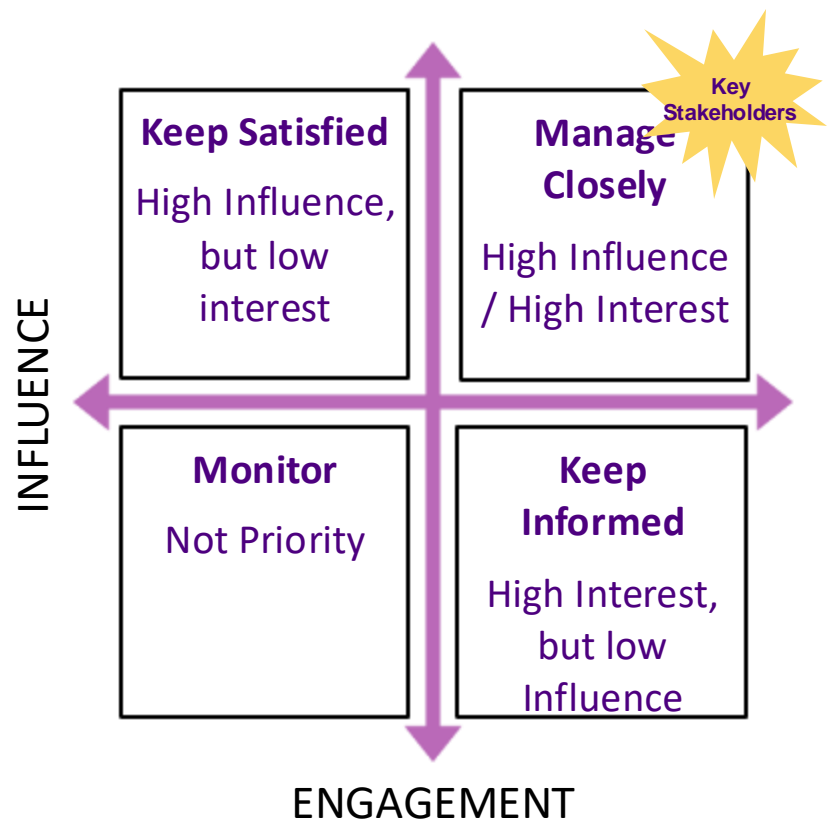 Key
Stakeholders
Keep Satisfied
High Influence,
but low
interest
Manage
Closely
High Influence
/ High Interest
INFLUENCE
Monitor
Not Priority
Keep
Informed
High Interest,
but low
Influence
ENGAGEMENT